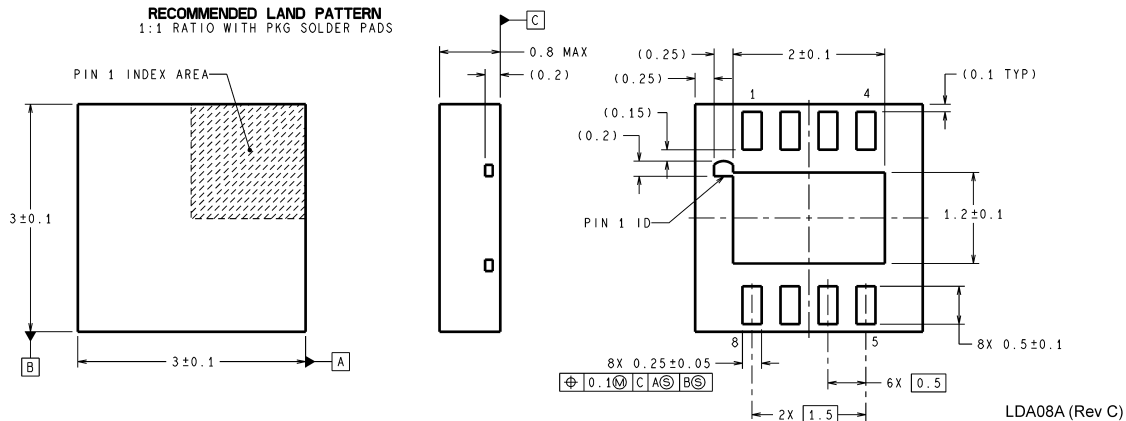 RECOMMENDED LAND PATTERN
1:1 RATIO WITH PKG SOLDER PADS
PIN 1 INDEX AREA
3±0.1
B
3±0.1
A
C
0.8 MAX
(0.2)
(0.25)
2±0.1
(0.25)
(0.1 TYP)
1
4
(0.15)
(0.2)
PIN 1 ID
1.2±0.1
8
5
8X 0.5±0.1
8X 0.25±0.05
⌖ 0.1Ⓜ C AⓈ BⓈ
6X 0.5
2X 1.5
LDA08A (Rev C)